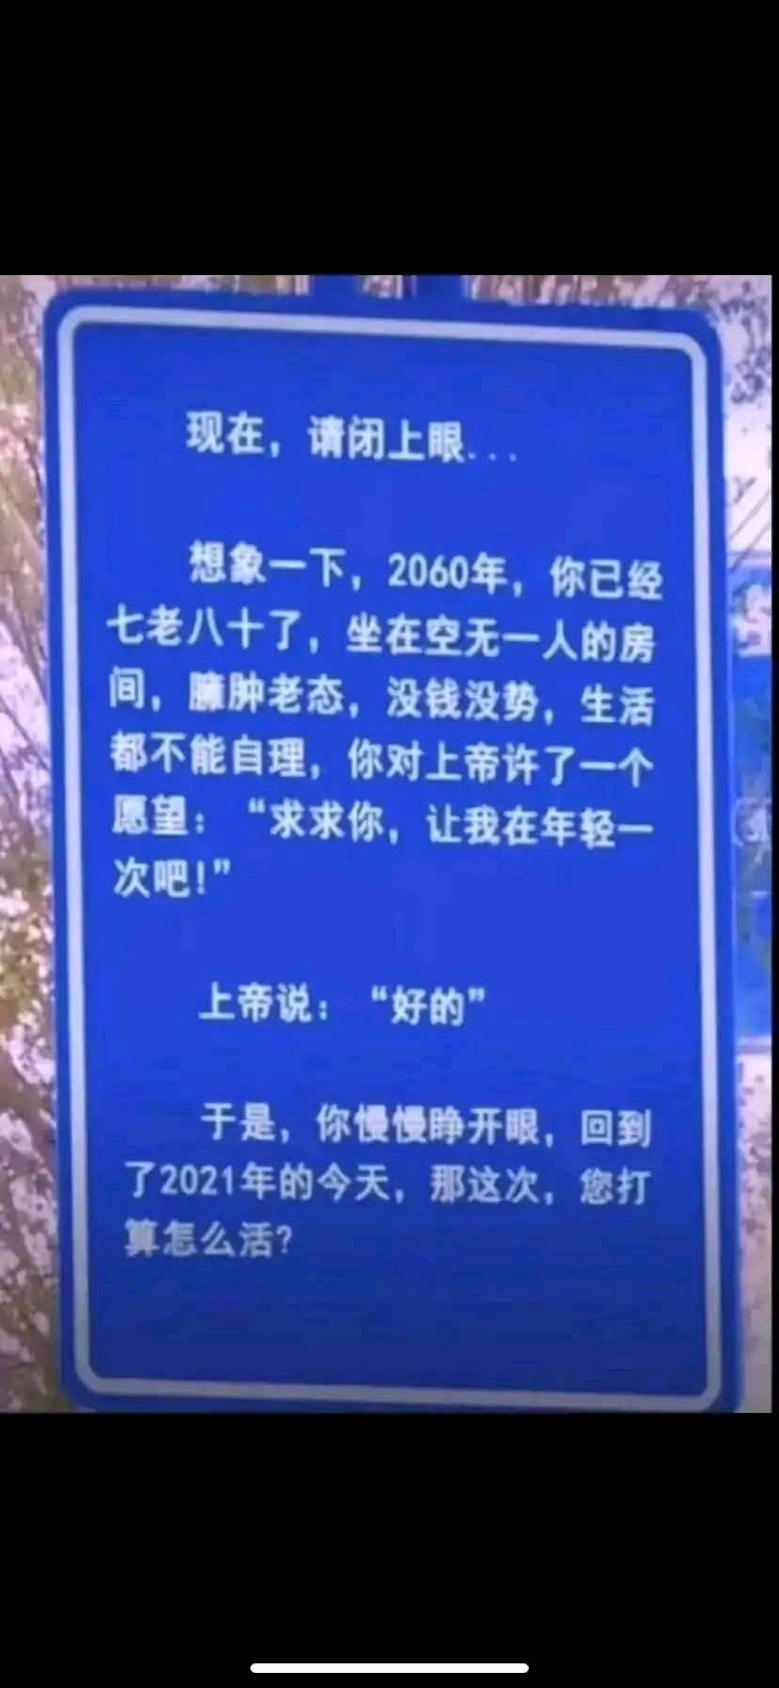 现在，请闭上眼...
想象一下，2060年，你已经
七老八十了，坐在空无一人的房
间，臃肿老态，没钱没势，生活
都不能自理，你对上帝许了一个
愿望：“求求你，让我在年轻一
次吧！”
上帝说：“好的”
于是，你慢慢睁开眼，回到
了2021年的今天，那这次，您打
算怎么活？